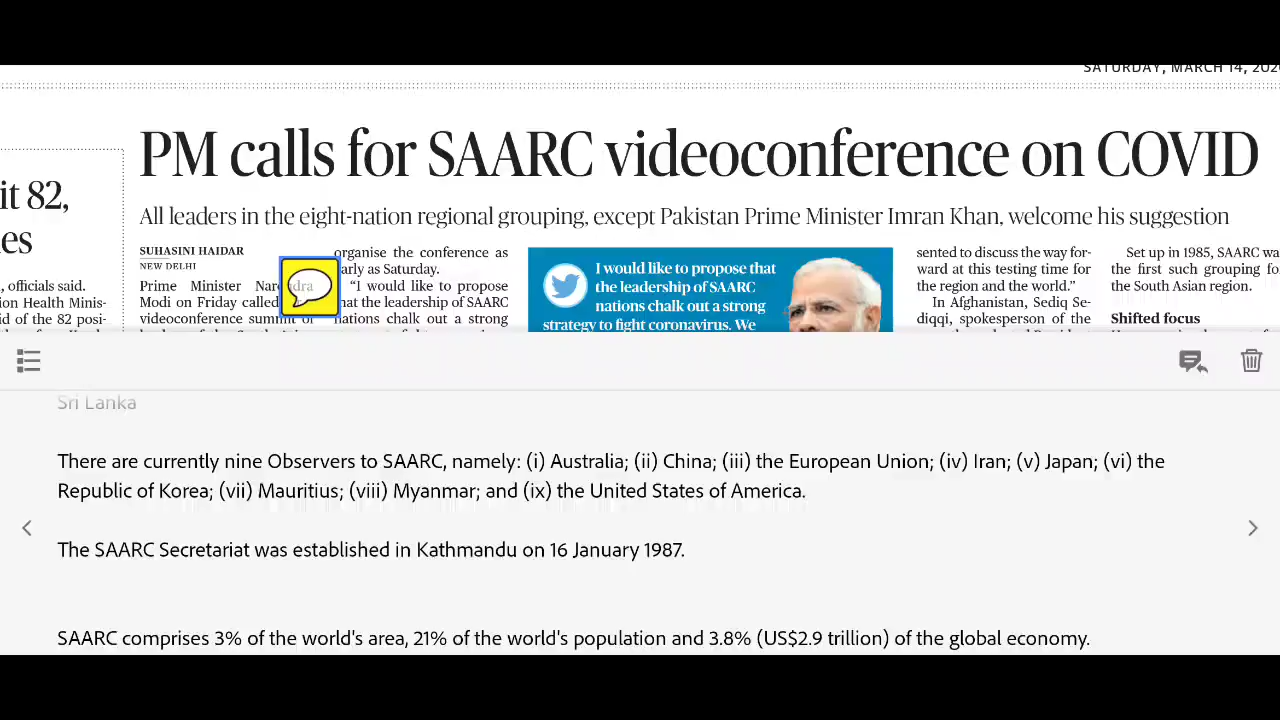 SATURDAY, MARCH 14, 202
PM calls for SAARC videoconference on COVID
it 82,
es
All leaders in the eight-nation regional grouping, except Pakistan Prime Minister Imran Khan, welcome his suggestion
, officials said.
ion Health Minis-
id of the 82 posi-
SUHASINI HAIDAR
NEW DELHI
Prime Minister Narendra
Modi on Friday called
videoconference summit of
organise the conference as
early as Saturday.
“I would like to propose
that the leadership of SAARC
nations chalk out a strong
I would like to propose that
the leadership of SAARC
nations chalk out a strong
strategy to fight coronavirus. We
sented to discuss the way for-
ward at this testing time for
the region and the world.”
In Afghanistan, Sediq Se-
diqqi, spokesperson of the
Set up in 1985, SAARC wa
the first such grouping fo
the South Asian region.
Shifted focus
Sri Lanka
There are currently nine Observers to SAARC, namely: (i) Australia; (ii) China; (iii) the European Union; (iv) Iran; (v) Japan; (vi) the
Republic of Korea; (vii) Mauritius; (viii) Myanmar; and (ix) the United States of America.
The SAARC Secretariat was established in Kathmandu on 16 January 1987.
SAARC comprises 3% of the world's area, 21% of the world's population and 3.8% (US$2.9 trillion) of the global economy.